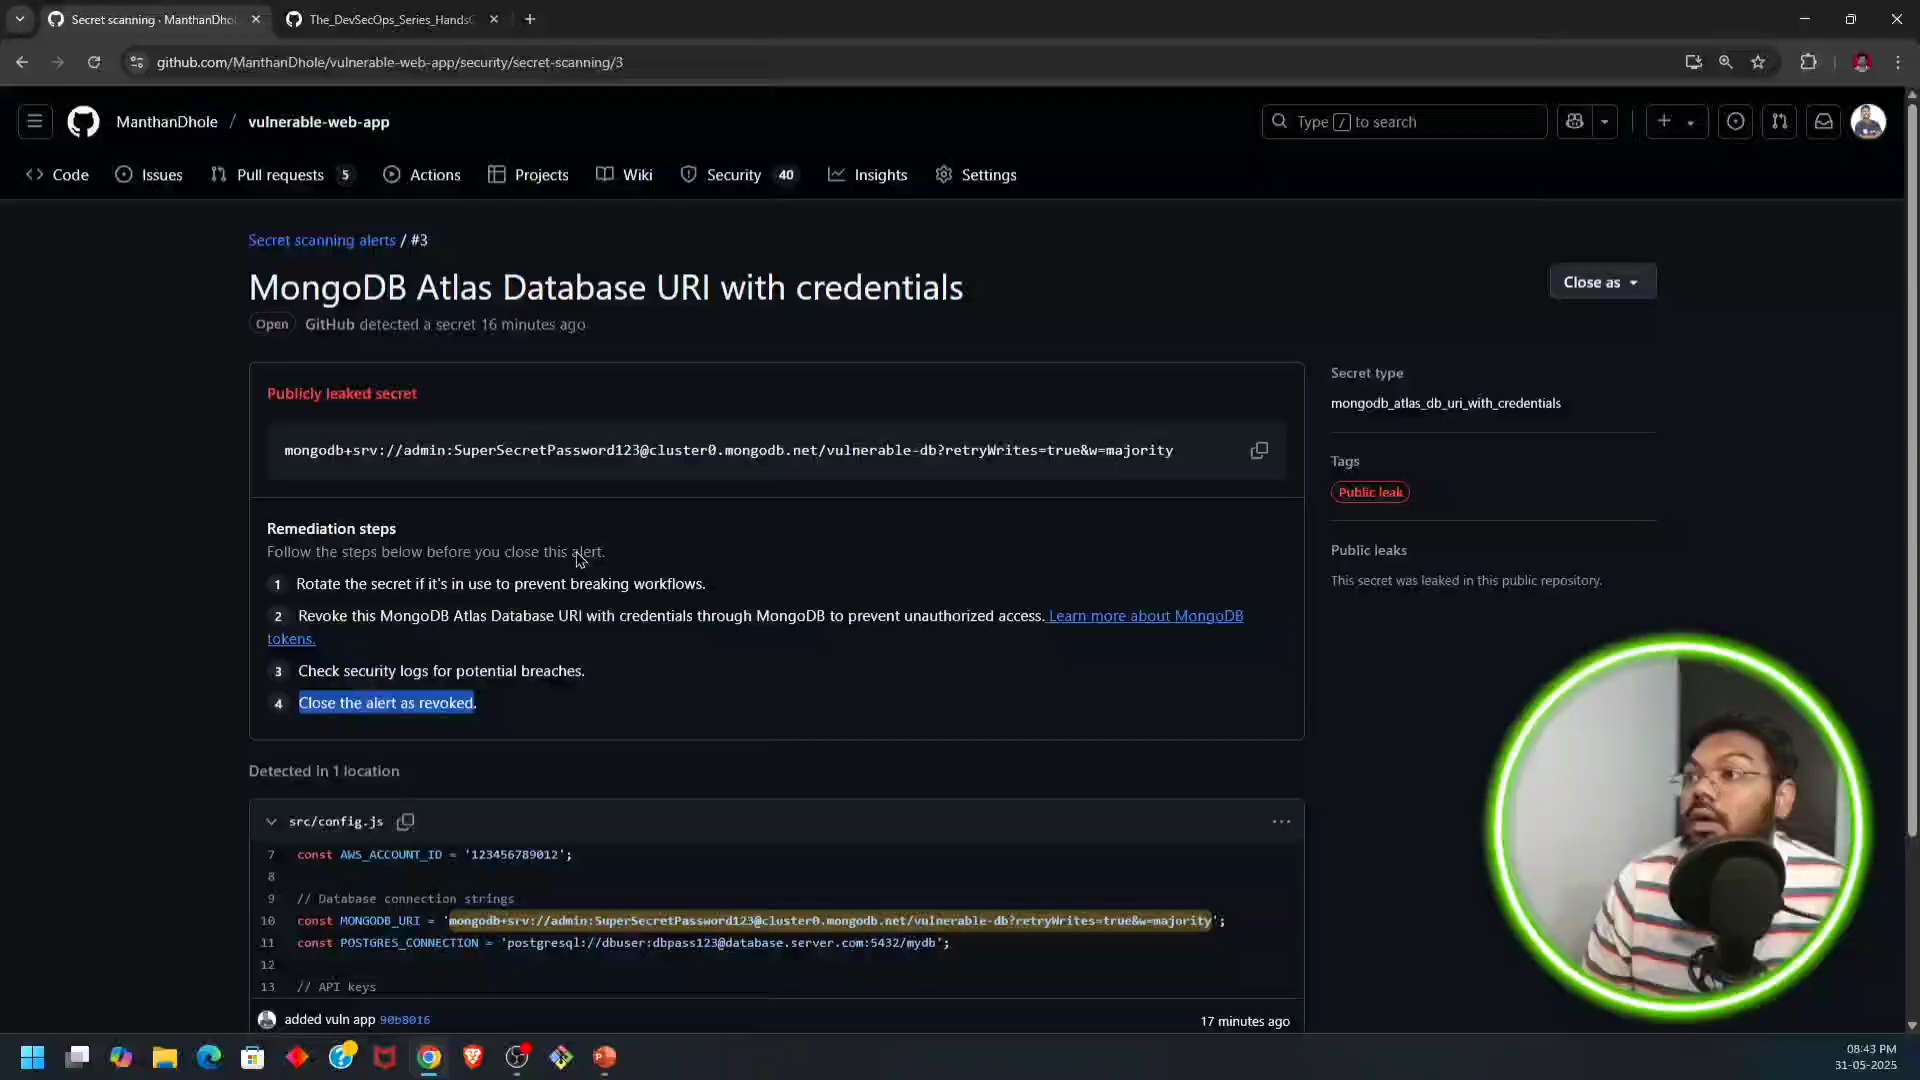 Secret scanning · ManthanDhol
The_DevSecOps_Series_HandsO
github.com/ManthanDhole/vulnerable-web-app/security/secret-scanning/3
ManthanDhole / vulnerable-web-app
Type / to search
Code
Issues
Pull requests 5
Actions
Projects
Wiki
Security 40
Insights
Settings
Secret scanning alerts / #3
MongoDB Atlas Database URI with credentials
Close as
Open GitHub detected a secret 16 minutes ago
Publicly leaked secret
mongodb+srv://admin:SuperSecretPassword123@cluster0.mongodb.net/vulnerable-db?retryWrites=true&w=majority
Remediation steps
Follow the steps below before you close this alert.
1 Rotate the secret if it's in use to prevent breaking workflows.
2 Revoke this MongoDB Atlas Database URI with credentials through MongoDB to prevent unauthorized access. Learn more about MongoDB
tokens.
3 Check security logs for potential breaches.
4 Close the alert as revoked.
Secret type
mongodb_atlas_db_uri_with_credentials
Tags
Public leak
Public leaks
This secret was leaked in this public repository.
Detected in 1 location
src/config.js
7 const AWS_ACCOUNT_ID = '123456789012';
8
9 // Database connection strings
10 const MONGODB_URI = 'mongodb+srv://admin:SuperSecretPassword123@cluster0.mongodb.net/vulnerable-db?retryWrites=true&w=majority';
11 const POSTGRES_CONNECTION = 'postgresql://dbuser:dbpass123@database.server.com:5432/mydb';
12
13 // API keys
added vuln app 90b8016
17 minutes ago
08:43 PM
31-05-2025